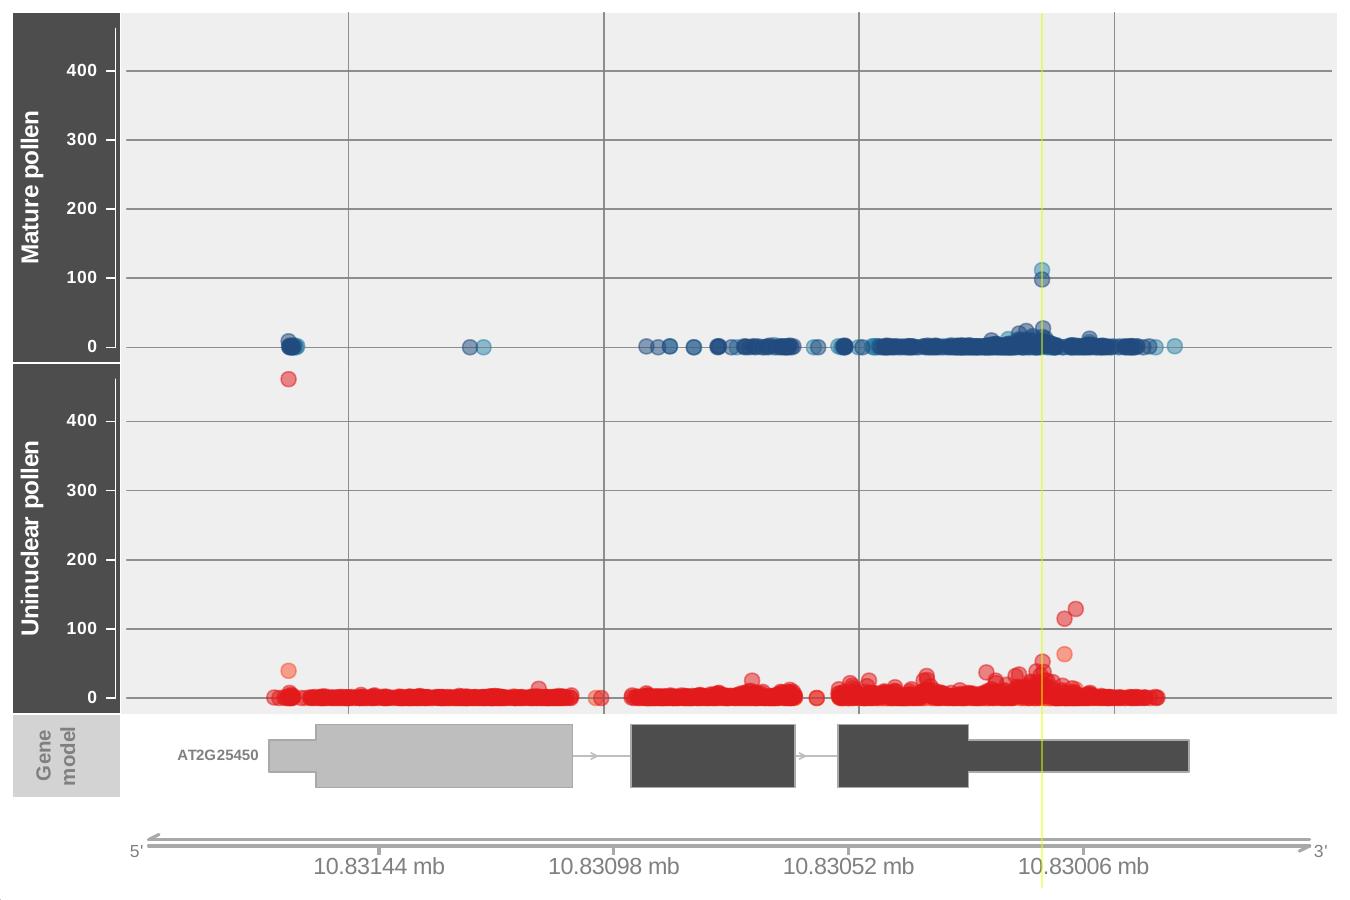 Mature pollen
400
300
200
100
0
Uninuclear pollen
400
300
200
100
0
Gene
model
AT2G25450
5'
3'
10.83144 mb
10.83098 mb
10.83052 mb
10.83006 mb